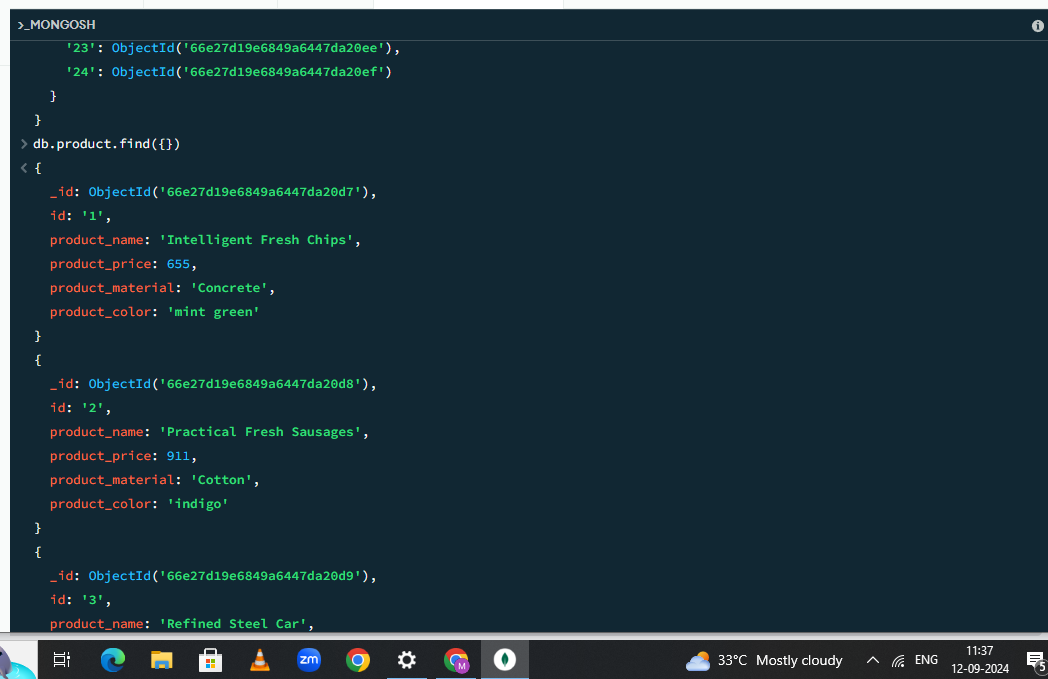 >_MONGOSH
'23': ObjectId('66e27d19e6849a6447da20ee'),
'24': ObjectId('66e27d19e6849a6447da20ef')
}
}
> db.product.find({})
< {
_id: ObjectId('66e27d19e6849a6447da20d7'),
id: '1',
product_name: 'Intelligent Fresh Chips',
product_price: 655,
product_material: 'Concrete',
product_color: 'mint green'
}
{
_id: ObjectId('66e27d19e6849a6447da20d8'),
id: '2',
product_name: 'Practical Fresh Sausages',
product_price: 911,
product_material: 'Cotton',
product_color: 'indigo'
}
{
_id: ObjectId('66e27d19e6849a6447da20d9'),
id: '3',
product_name: 'Refined Steel Car',
zm
M
33°C Mostly cloudy
ENG
11:37
12-09-2024
5